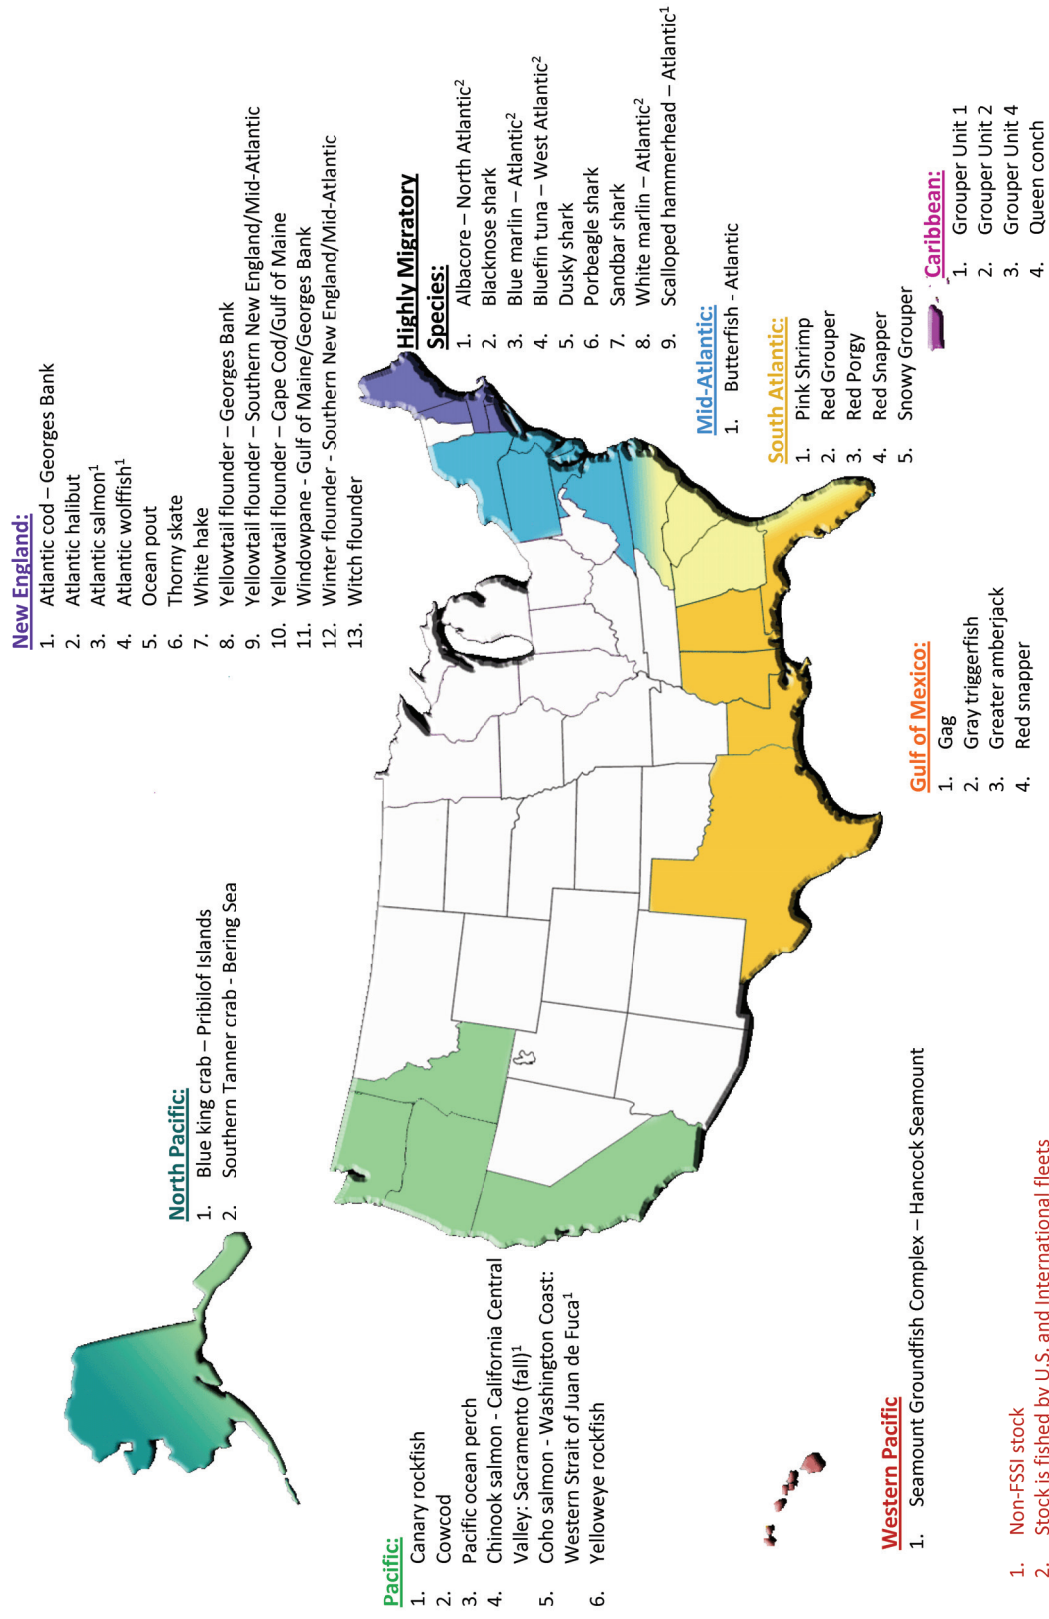 New England:
1. Atlantic cod – Georges Bank
2. Atlantic halibut
3. Atlantic salmon¹
4. Atlantic wolffish¹
5. Ocean pout
6. Thorny skate
7. White hake
8. Yellowtail flounder – Georges Bank
9. Yellowtail flounder – Southern New England/Mid-Atlantic
10. Yellowtail flounder – Cape Cod/Gulf of Maine
11. Windowpane - Gulf of Maine/Georges Bank
12. Winter flounder - Southern New England/Mid-Atlantic
13. Witch flounder
North Pacific:
1. Blue king crab – Pribilof Islands
2. Southern Tanner crab - Bering Sea
Highly Migratory
Species:
1. Albacore – North Atlantic²
2. Blacknose shark
3. Blue marlin – Atlantic²
4. Bluefin tuna – West Atlantic²
5. Dusky shark
6. Porbeagle shark
7. Sandbar shark
8. White marlin – Atlantic²
9. Scalloped hammerhead – Atlantic¹
Pacific:
1. Canary rockfish
2. Cowcod
3. Pacific ocean perch
4. Chinook salmon - California Central
Valley: Sacramento (fall)¹
5. Coho salmon - Washington Coast:
Western Strait of Juan de Fuca¹
6. Yelloweye rockfish
Mid-Atlantic:
1. Butterfish - Atlantic
South Atlantic:
1. Pink Shrimp
2. Red Grouper
3. Red Porgy
4. Red Snapper
5. Snowy Grouper
Western Pacific
1. Seamount Groundfish Complex – Hancock Seamount
Gulf of Mexico:
1. Gag
2. Gray triggerfish
3. Greater amberjack
4. Red snapper
Caribbean:
1. Grouper Unit 1
2. Grouper Unit 2
3. Grouper Unit 4
4. Queen conch
1. Non-FSSI stock
2. Stock is fished by U.S. and International fleets